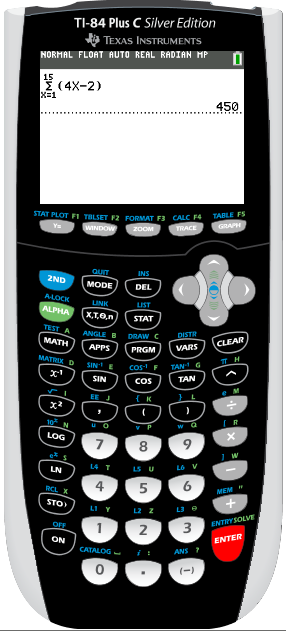 TI-84 Plus C Silver Edition
TEXAS INSTRUMENTS
NORMAL FLOAT AUTO REAL RADIAN MP
15
Σ(4X-2)
X=1
450
STAT PLOT F1 TBLSET F2 FORMAT F3 CALC F4 TABLE F5
Y= WINDOW ZOOM TRACE GRAPH
QUIT INS
2ND MODE DEL
A-LOCK LINK LIST
ALPHA X,T,Θ,n STAT
TEST A ANGLE B DRAW C DISTR
MATH APPS PRGM VARS CLEAR
MATRIX D SIN⁻¹ E COS⁻¹ F TAN⁻¹ G π H
X⁻¹ SIN COS TAN ^
√ I EE J { K } L e M
X² , ( ) ÷
10ˣ N u O v P w Q [ R
LOG 7 8 9 ×
eˣ S L4 T L5 U L6 V ] W
LN 4 5 6 −
RCL X L1 Y L2 Z L3 θ MEM "
STO› 1 2 3 +
OFF CATALOG ⎵ i : ANS ? ENTRY SOLVE
ON 0 . (−) ENTER